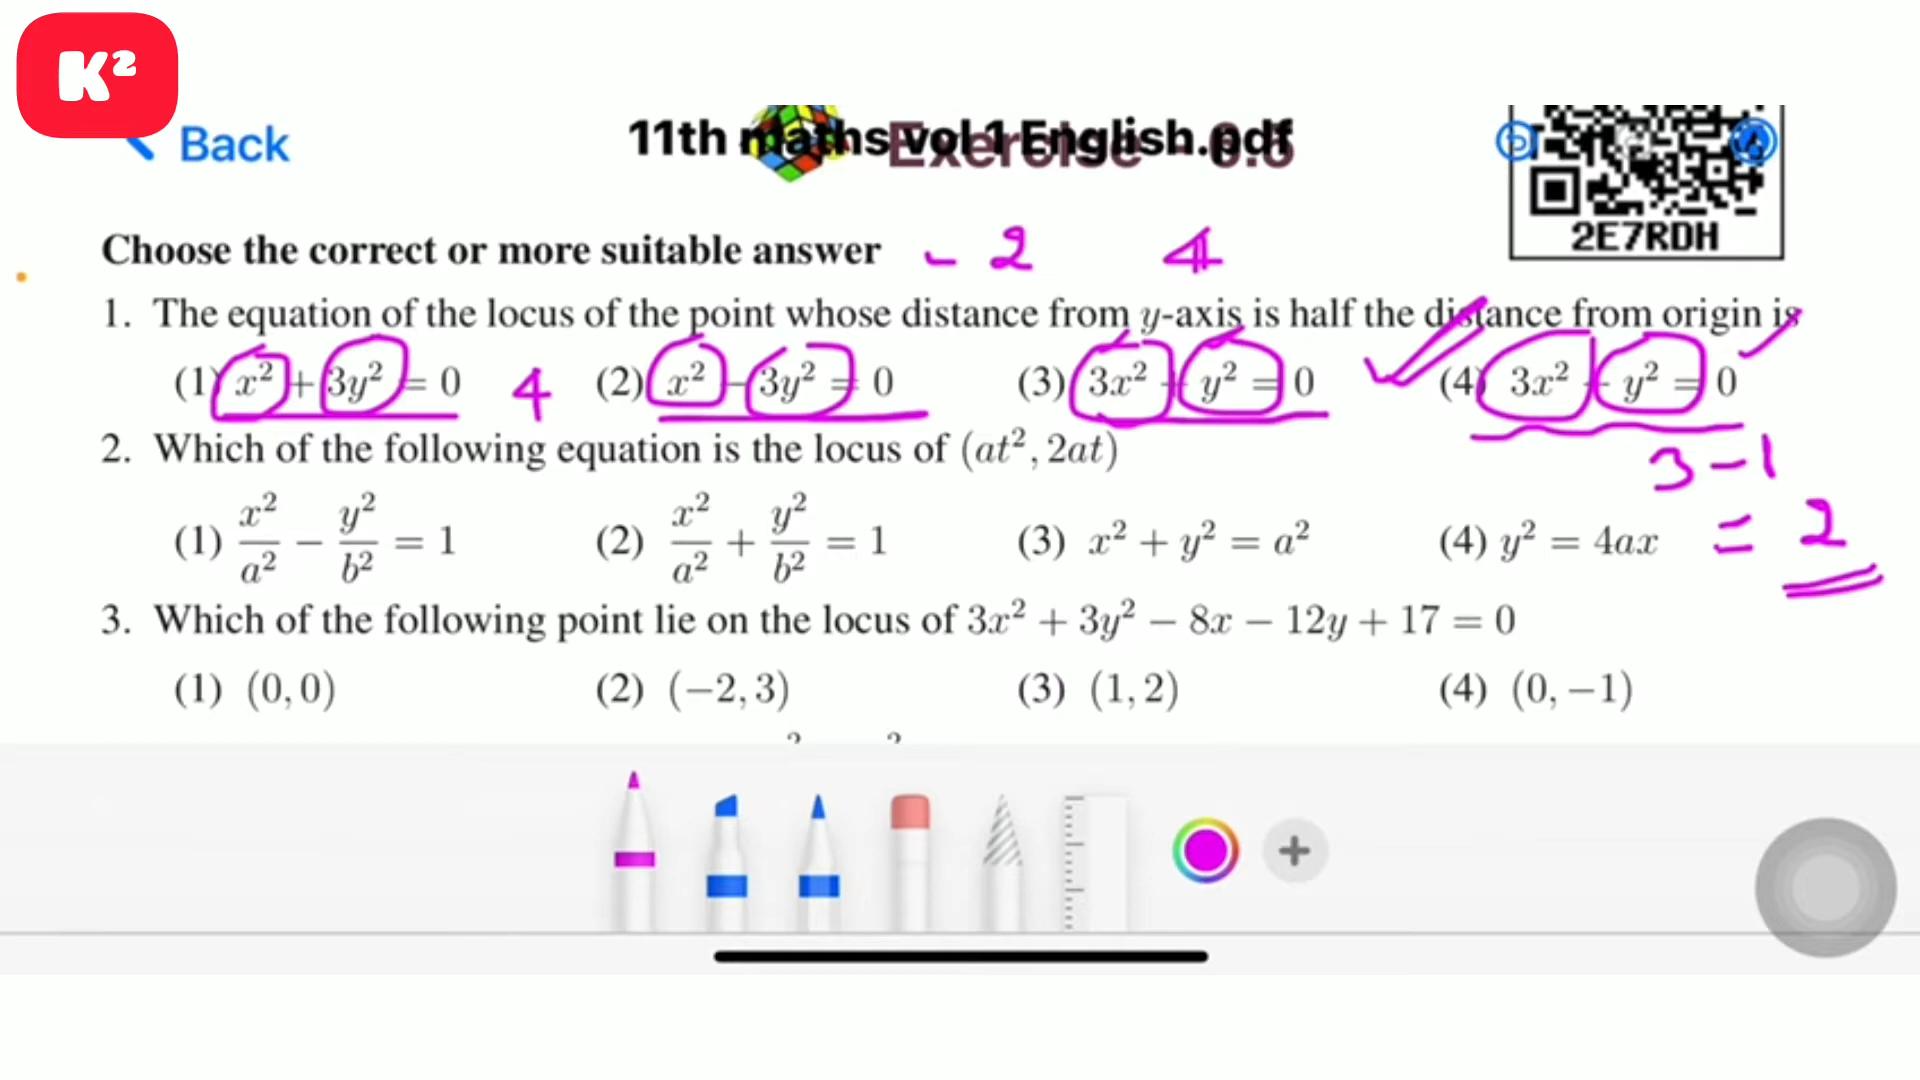 K²
Back
11th maths vol 1 English.pdf
Exercise - 6.5
2E7RDH
Choose the correct or more suitable answer - 2 4
1. The equation of the locus of the point whose distance from y-axis is half the distance from origin is
(1) x² + 3y² = 0 4 (2) x² − 3y² = 0 (3) 3x² + y² = 0 (4) 3x² − y² = 0
3 − 1
2. Which of the following equation is the locus of (at², 2at)
(1) x²/a² − y²/b² = 1 (2) x²/a² + y²/b² = 1 (3) x² + y² = a² (4) y² = 4ax = 2
3. Which of the following point lie on the locus of 3x² + 3y² − 8x − 12y + 17 = 0
(1) (0, 0) (2) (−2, 3) (3) (1, 2) (4) (0, −1)